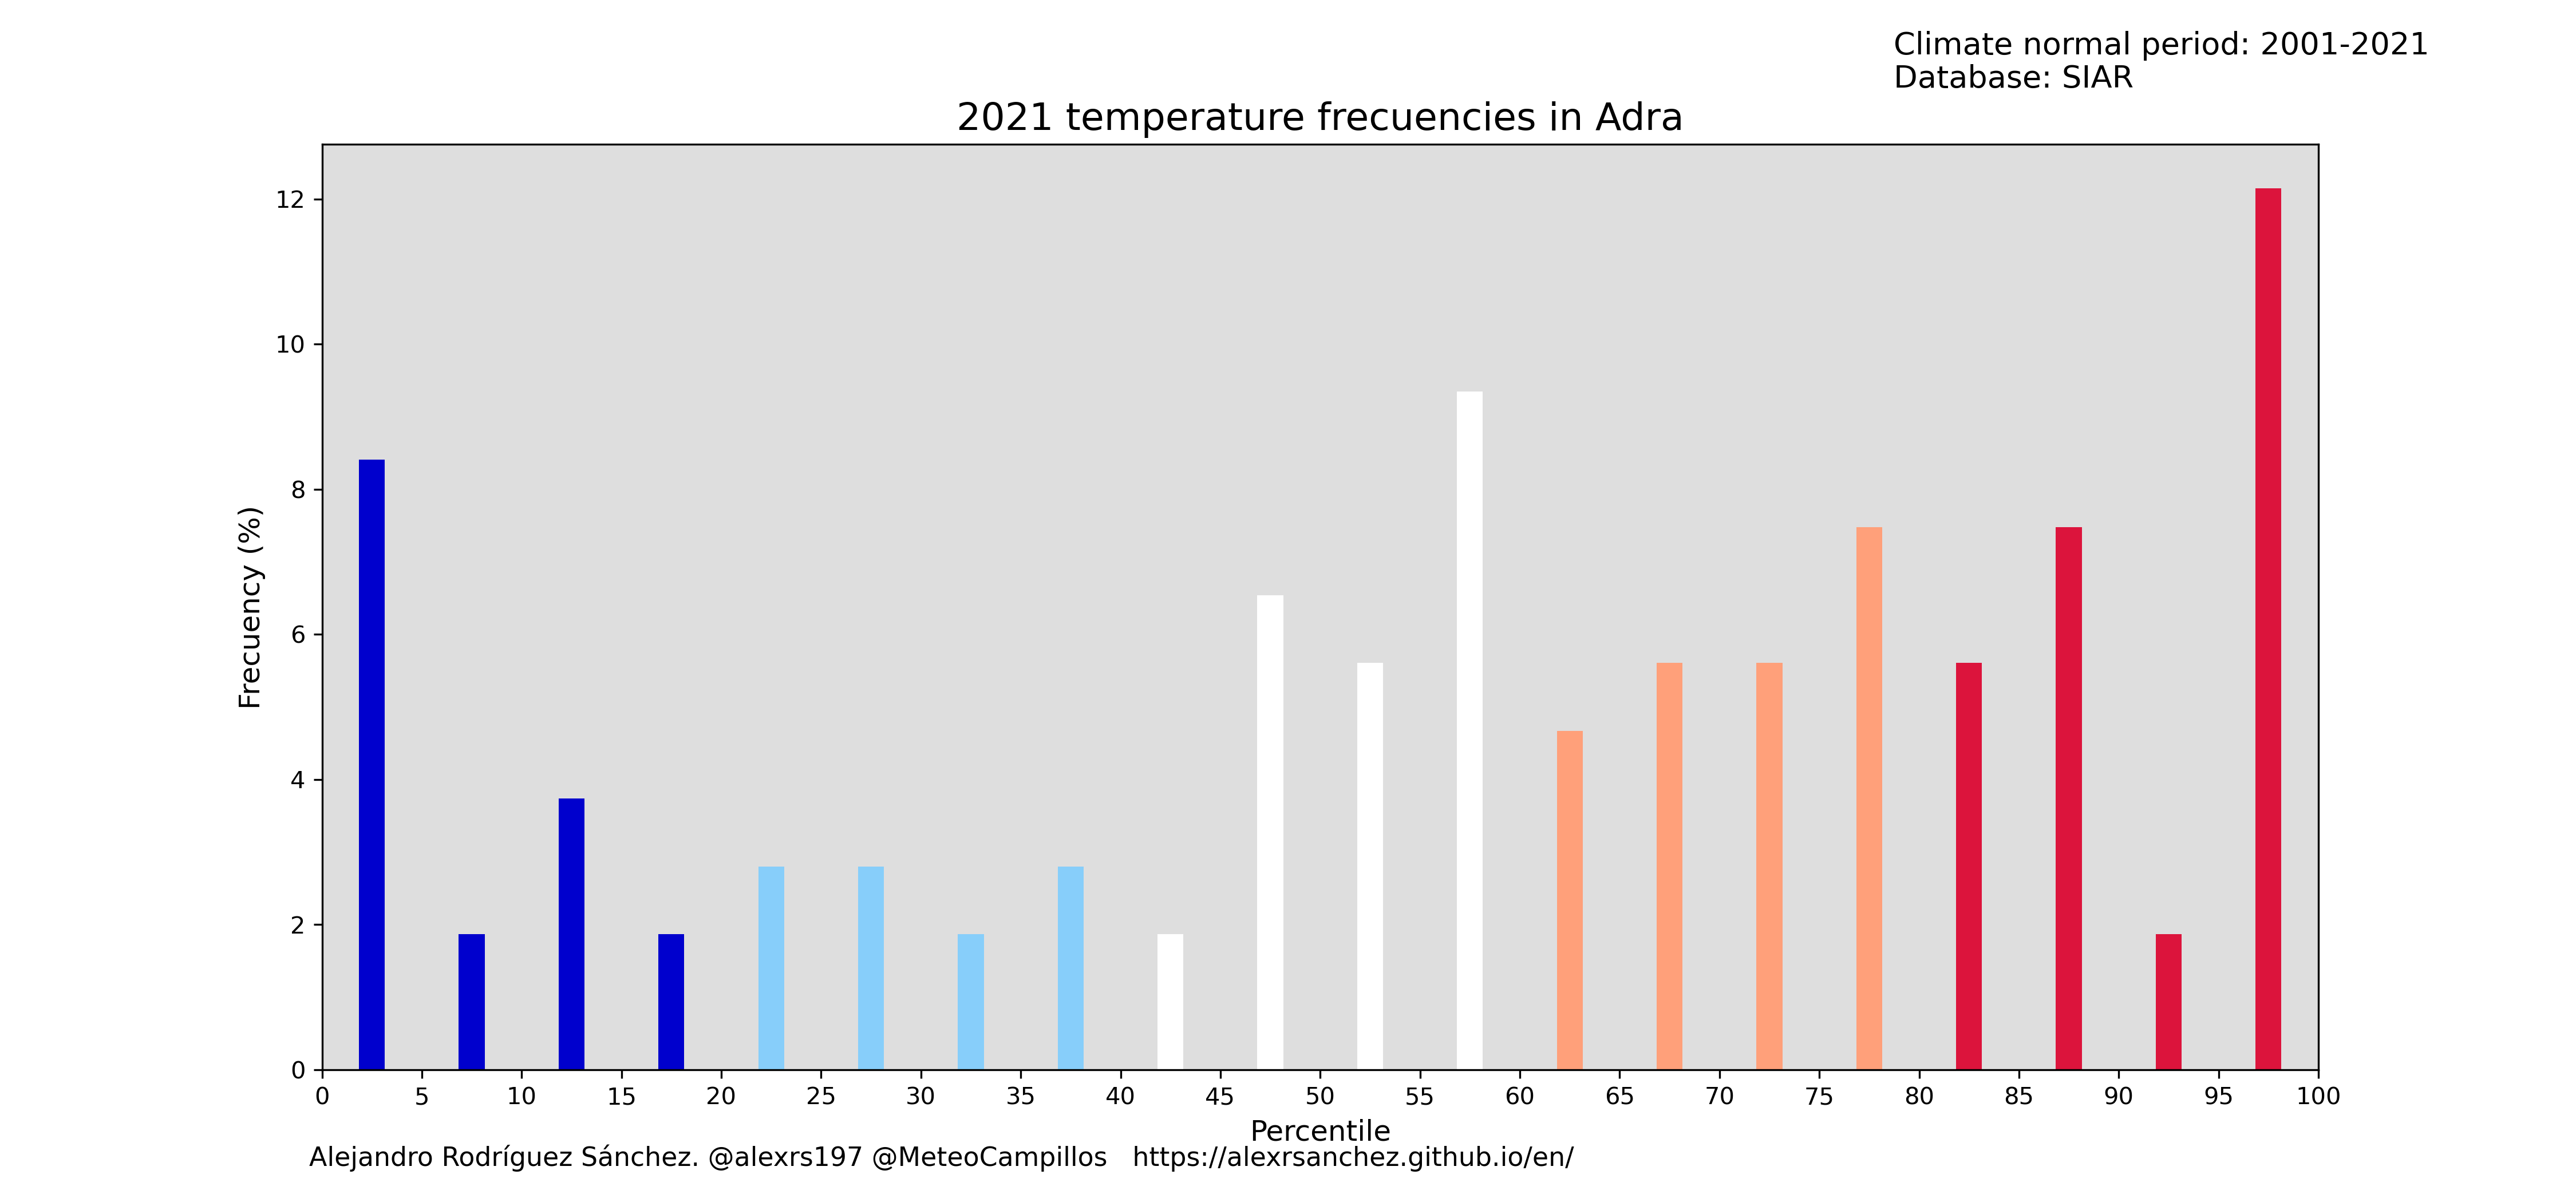 Climate normal period: 2001-2021
Database: SIAR
2021 temperature frecuencies in Adra
12
10
8
6
4
2
0
Frecuency (%)
0 5 10 15 20 25 30 35 40 45 50 55 60 65 70 75 80 85 90 95 100
Percentile
Alejandro Rodríguez Sánchez. @alexrs197 @MeteoCampillos https://alexrsanchez.github.io/en/